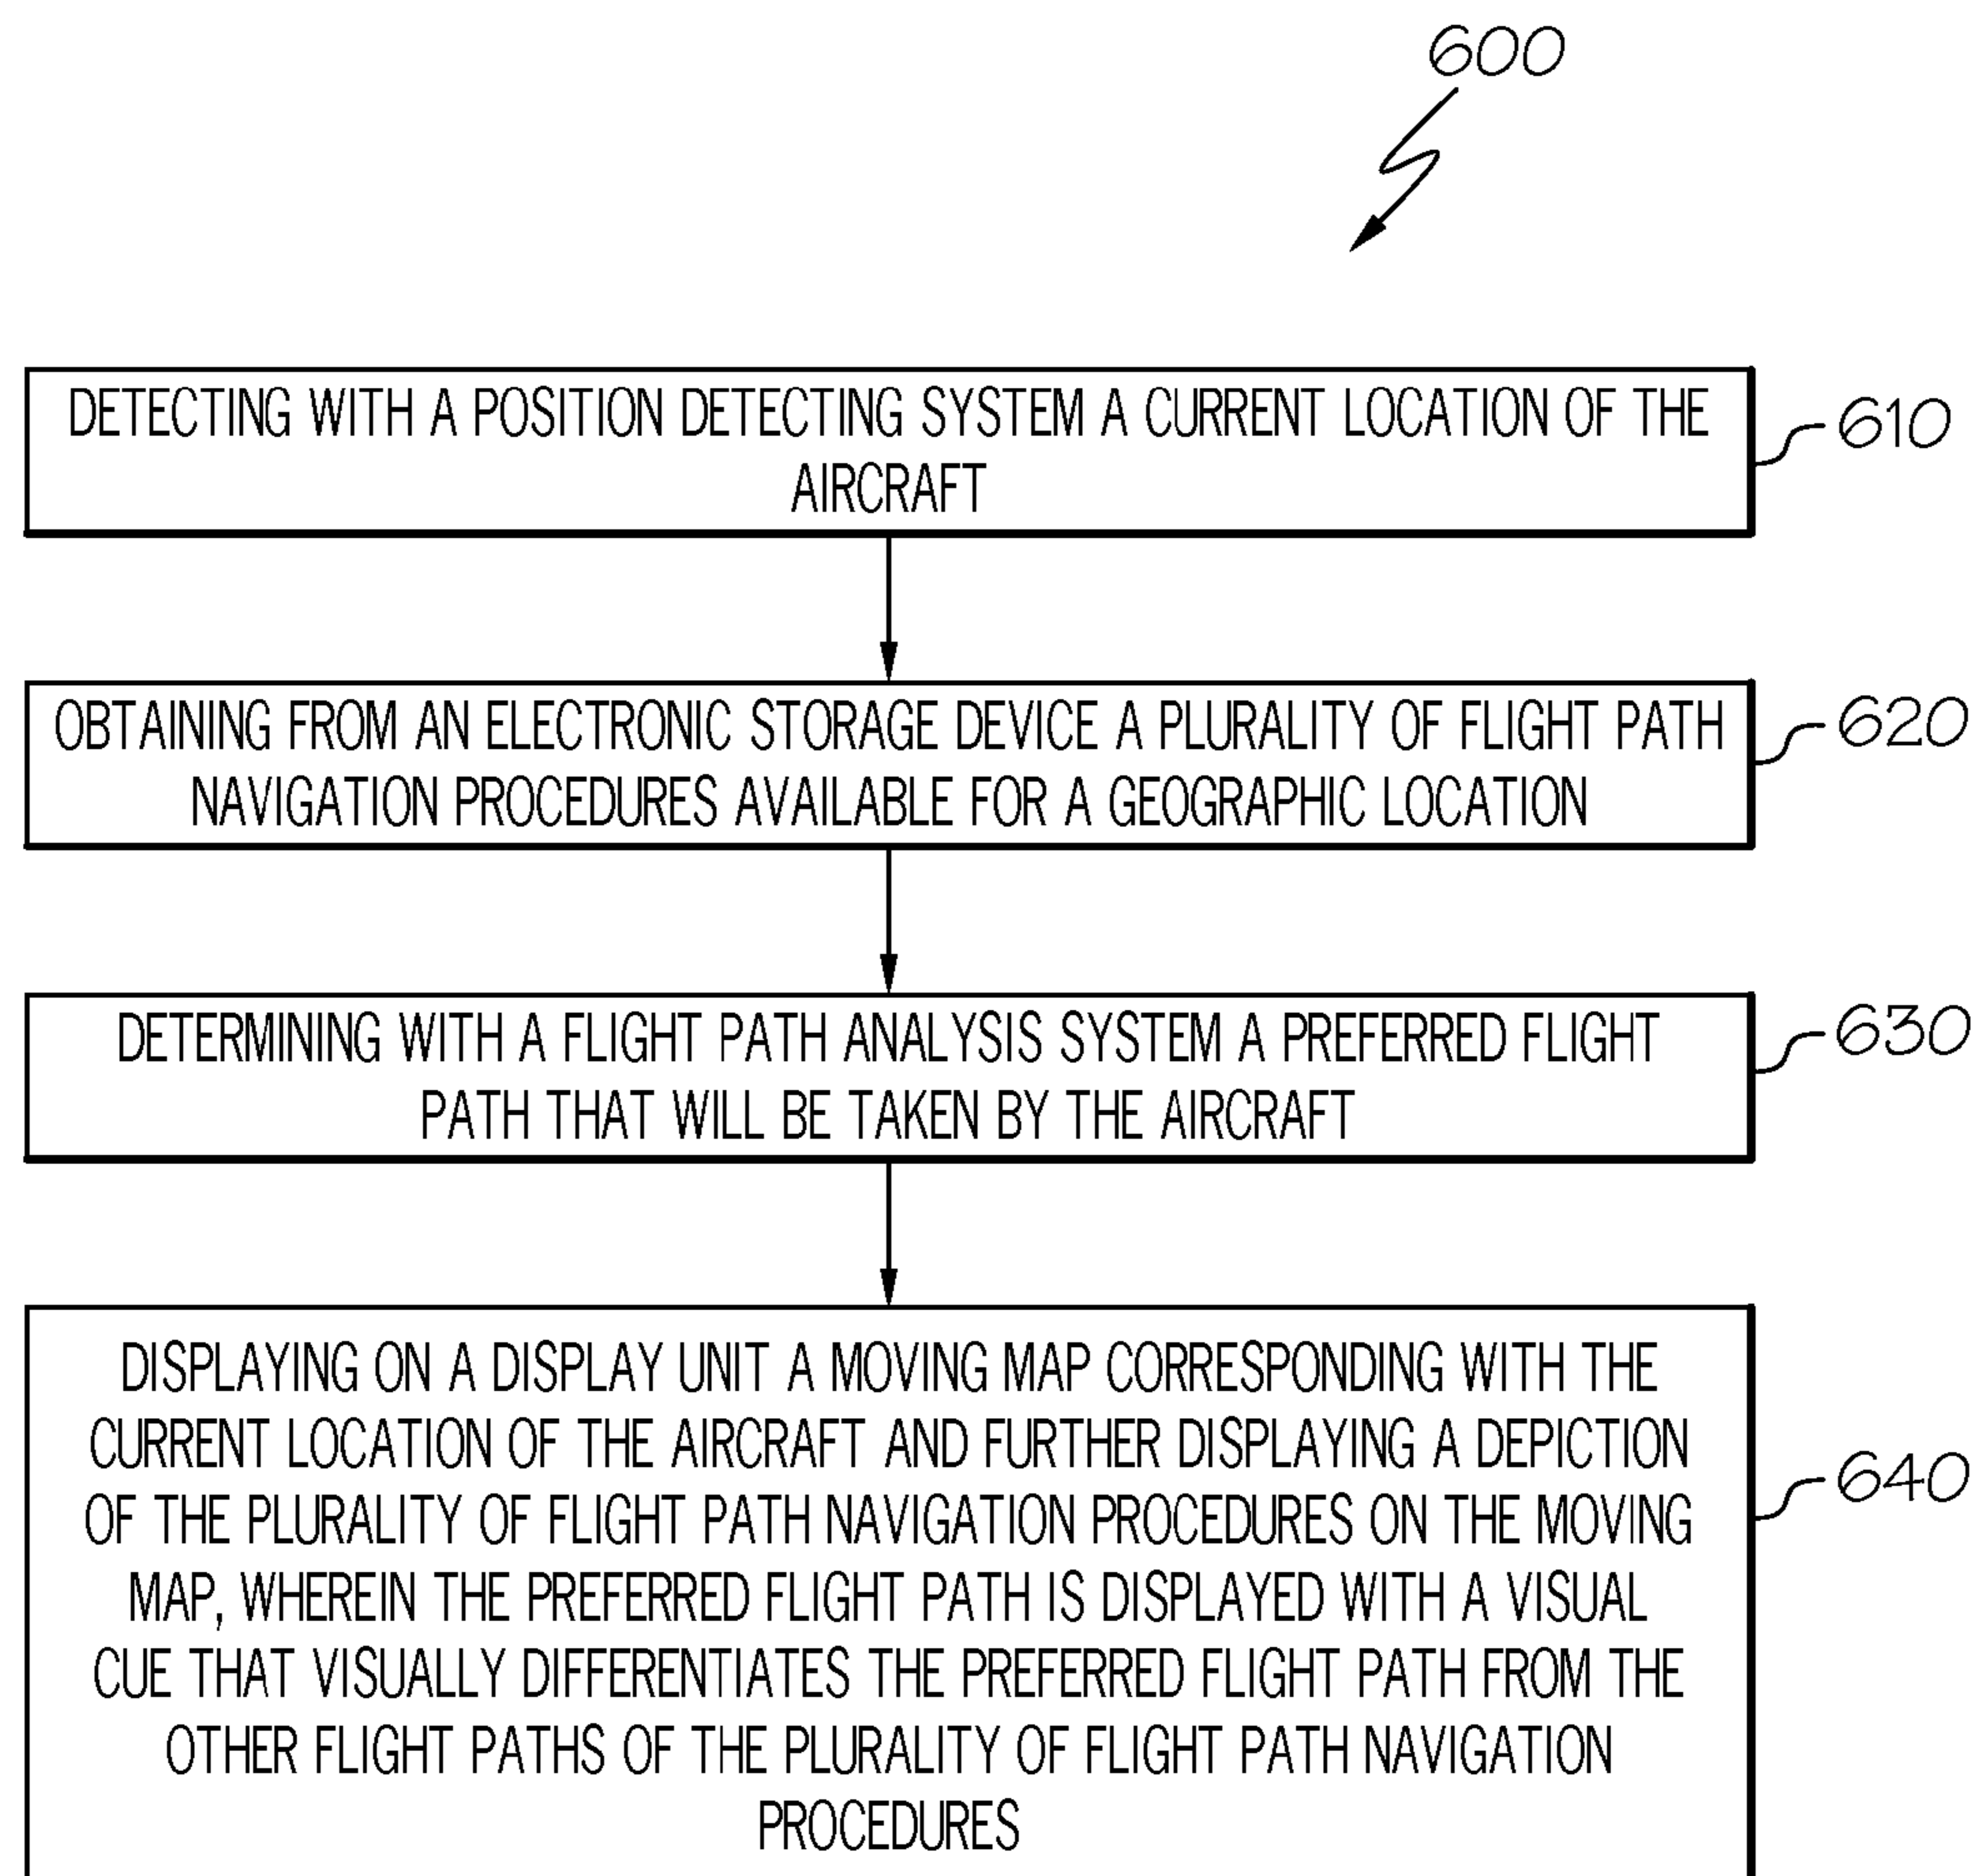 600
DETECTING WITH A POSITION DETECTING SYSTEM A CURRENT LOCATION OF THE
AIRCRAFT
610
OBTAINING FROM AN ELECTRONIC STORAGE DEVICE A PLURALITY OF FLIGHT PATH
NAVIGATION PROCEDURES AVAILABLE FOR A GEOGRAPHIC LOCATION
620
DETERMINING WITH A FLIGHT PATH ANALYSIS SYSTEM A PREFERRED FLIGHT
PATH THAT WILL BE TAKEN BY THE AIRCRAFT
630
DISPLAYING ON A DISPLAY UNIT A MOVING MAP CORRESPONDING WITH THE
CURRENT LOCATION OF THE AIRCRAFT AND FURTHER DISPLAYING A DEPICTION
OF THE PLURALITY OF FLIGHT PATH NAVIGATION PROCEDURES ON THE MOVING
MAP, WHEREIN THE PREFERRED FLIGHT PATH IS DISPLAYED WITH A VISUAL
CUE THAT VISUALLY DIFFERENTIATES THE PREFERRED FLIGHT PATH FROM THE
OTHER FLIGHT PATHS OF THE PLURALITY OF FLIGHT PATH NAVIGATION
PROCEDURES
640